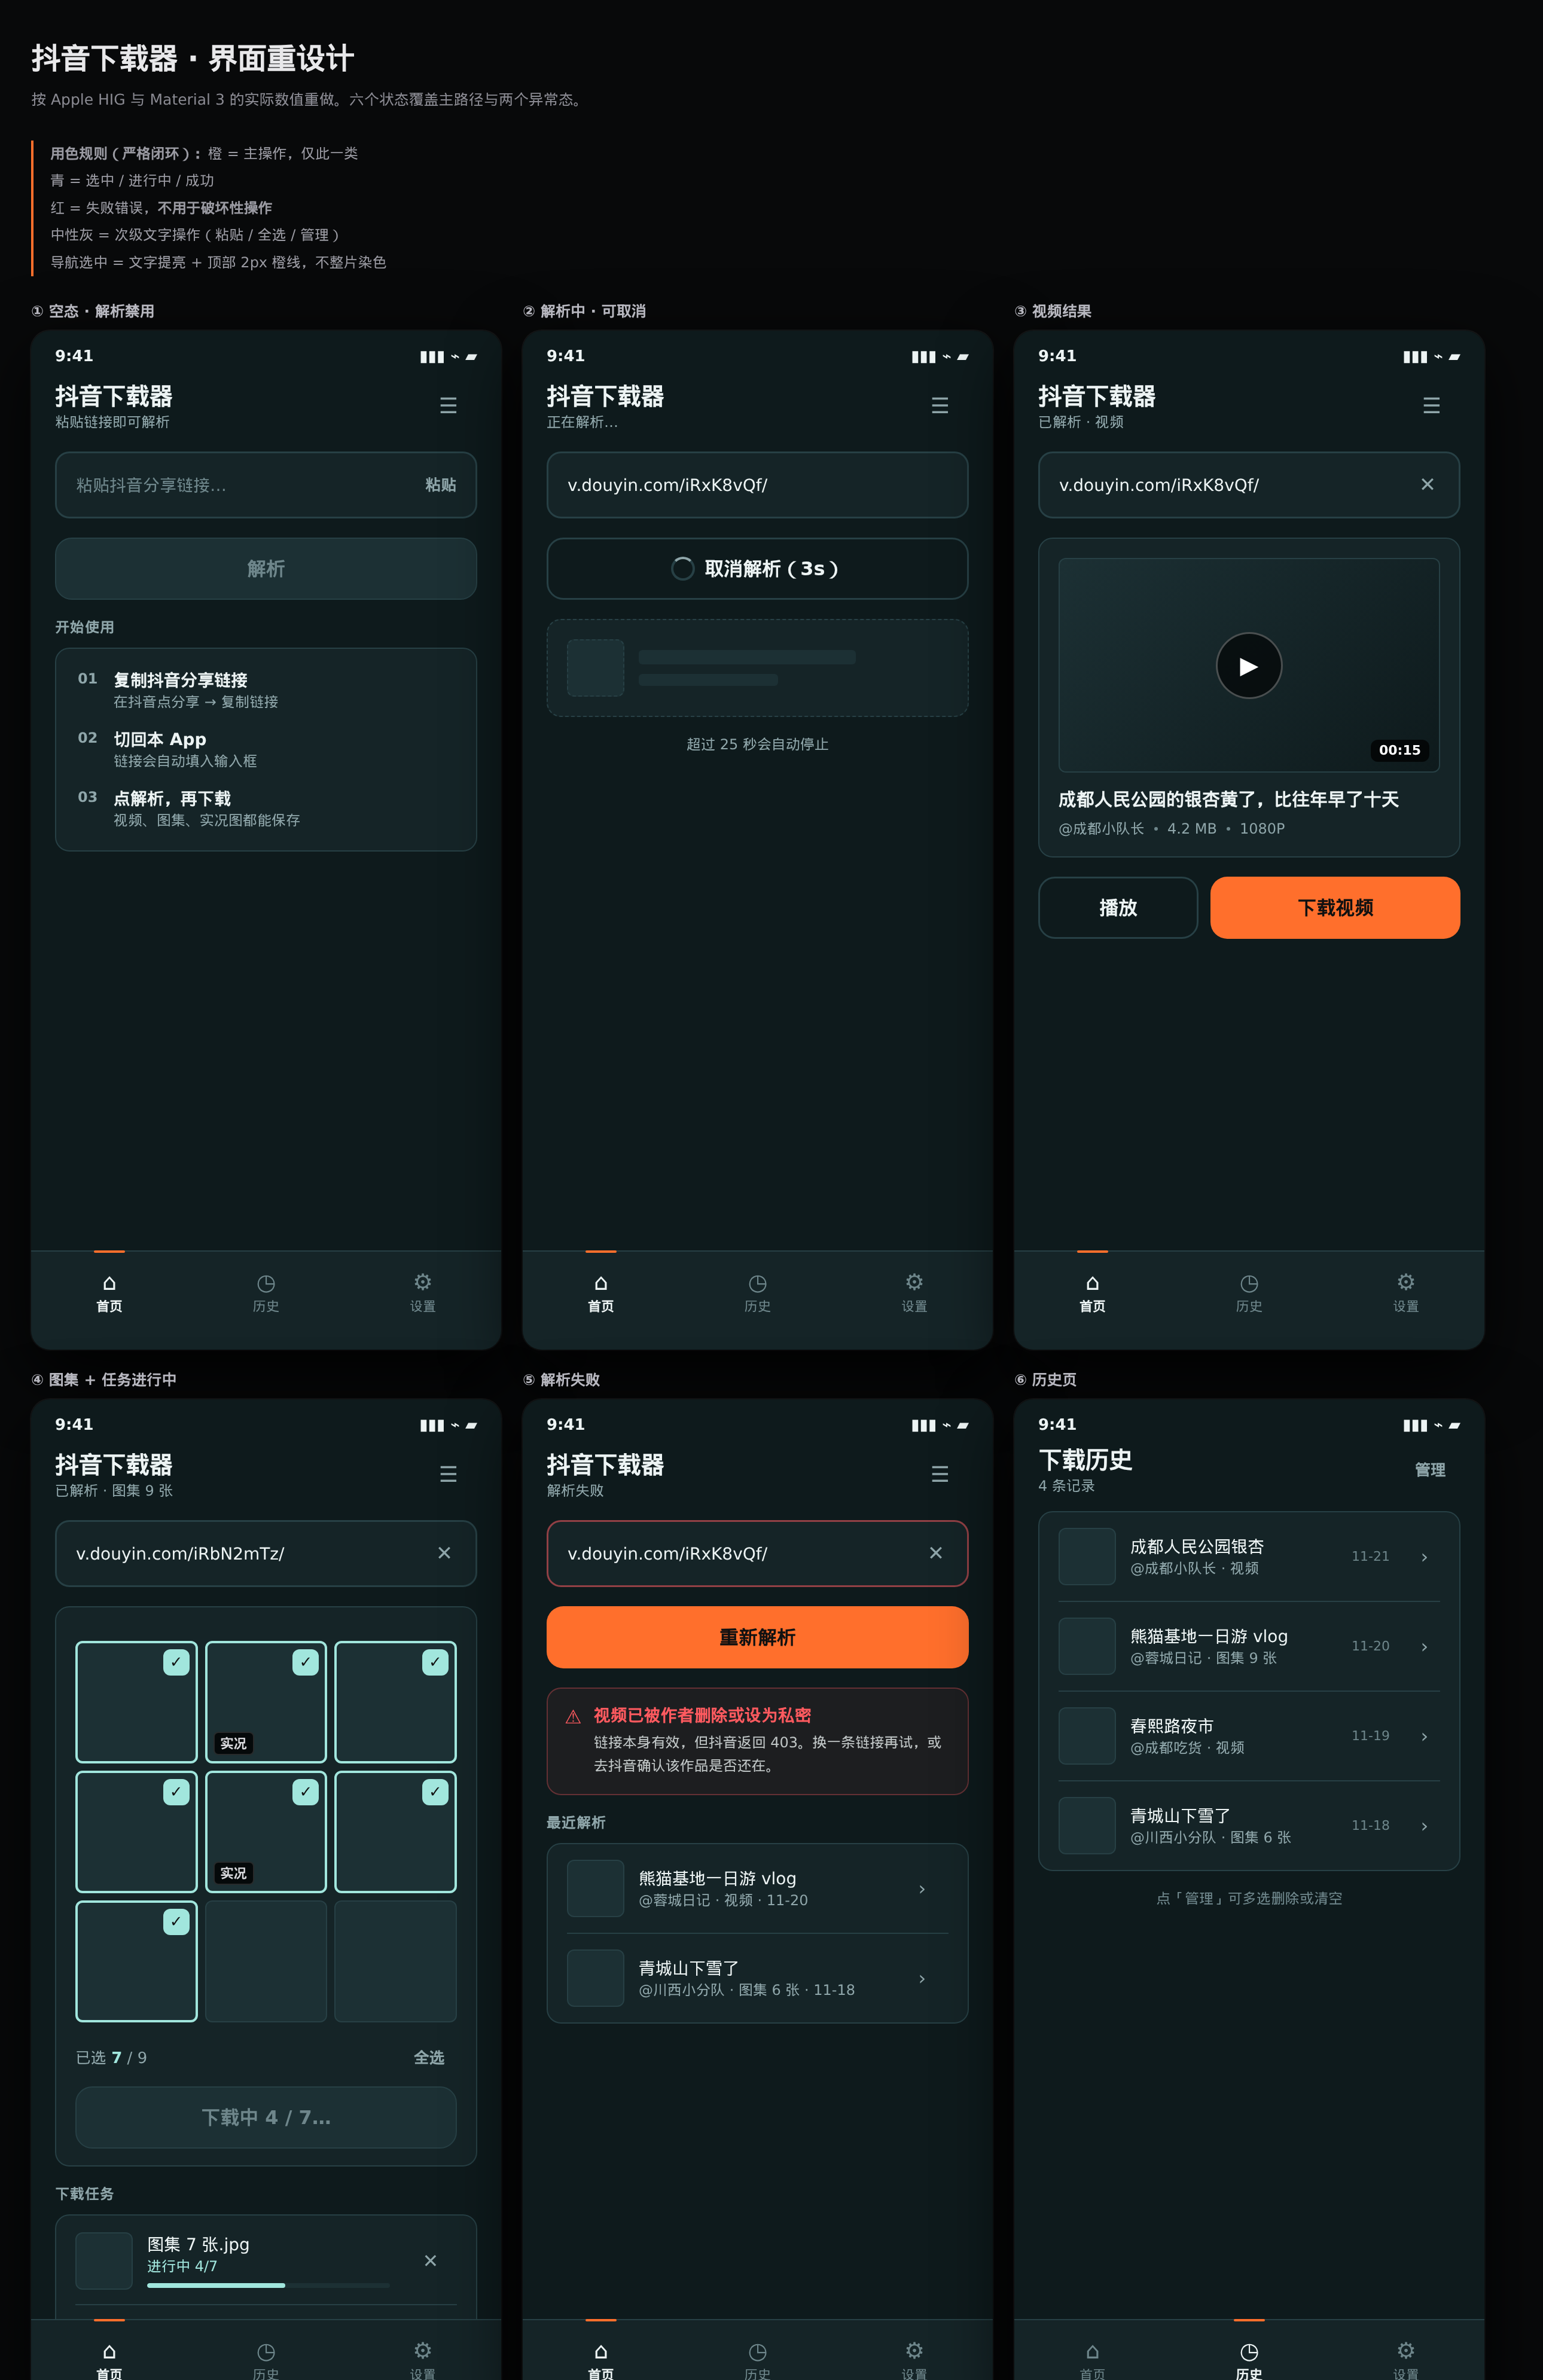 抖音下载器 · 界面重设计
按 Apple HIG 与 Material 3 的实际数值重做。六个状态覆盖主路径与两个异常态。
用色规则（严格闭环）: 橙 = 主操作，仅此一类
青 = 选中 / 进行中 / 成功
红 = 失败错误，不用于破坏性操作
中性灰 = 次级文字操作（粘贴 / 全选 / 管理）
导航选中 = 文字提亮 + 顶部 2px 橙线，不整片染色
① 空态 · 解析禁用
9:41
抖音下载器
粘贴链接即可解析
粘贴抖音分享链接…
粘贴
解析
开始使用
01 复制抖音分享链接
在抖音点分享 → 复制链接
02 切回本 App
链接会自动填入输入框
03 点解析，再下载
视频、图集、实况图都能保存
首页
历史
设置
② 解析中 · 可取消
9:41
抖音下载器
正在解析…
v.douyin.com/iRxK8vQf/
取消解析（3s）
超过 25 秒会自动停止
首页
历史
设置
③ 视频结果
9:41
抖音下载器
已解析 · 视频
v.douyin.com/iRxK8vQf/ ✕
00:15
成都人民公园的银杏黄了，比往年早了十天
@成都小队长 • 4.2 MB • 1080P
播放
下载视频
首页
历史
设置
④ 图集 + 任务进行中
9:41
抖音下载器
已解析 · 图集 9 张
v.douyin.com/iRbN2mTz/ ✕
实况
实况
已选 7 / 9
全选
下载中 4 / 7…
下载任务
图集 7 张.jpg
进行中 4/7
✕
首页
历史
设置
⑤ 解析失败
9:41
抖音下载器
解析失败
v.douyin.com/iRxK8vQf/ ✕
重新解析
⚠ 视频已被作者删除或设为私密
链接本身有效，但抖音返回 403。换一条链接再试，或
去抖音确认该作品是否还在。
最近解析
熊猫基地一日游 vlog
@蓉城日记 · 视频 · 11-20
›
青城山下雪了
@川西小分队 · 图集 6 张 · 11-18
›
首页
历史
设置
⑥ 历史页
9:41
下载历史
4 条记录
管理
成都人民公园银杏
@成都小队长 · 视频
11-21 ›
熊猫基地一日游 vlog
@蓉城日记 · 图集 9 张
11-20 ›
春熙路夜市
@成都吃货 · 视频
11-19 ›
青城山下雪了
@川西小分队 · 图集 6 张
11-18 ›
点「管理」可多选删除或清空
首页
历史
设置